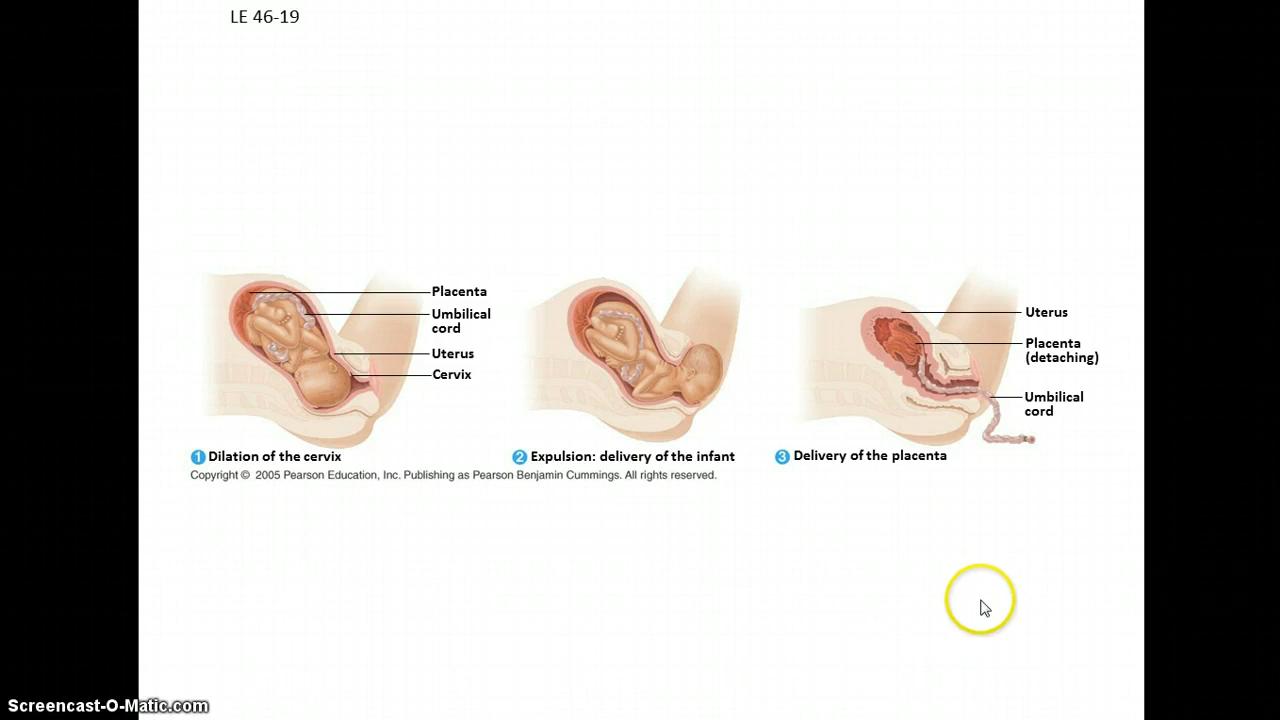 LE 46-19
Placenta
Umbilical
cord
Uterus
Cervix
1 Dilation of the cervix
2 Expulsion: delivery of the infant
Uterus
Placenta
(detaching)
Umbilical
cord
3 Delivery of the placenta
Copyright © 2005 Pearson Education, Inc. Publishing as Pearson Benjamin Cummings. All rights reserved.
Screencast-O-Matic.com